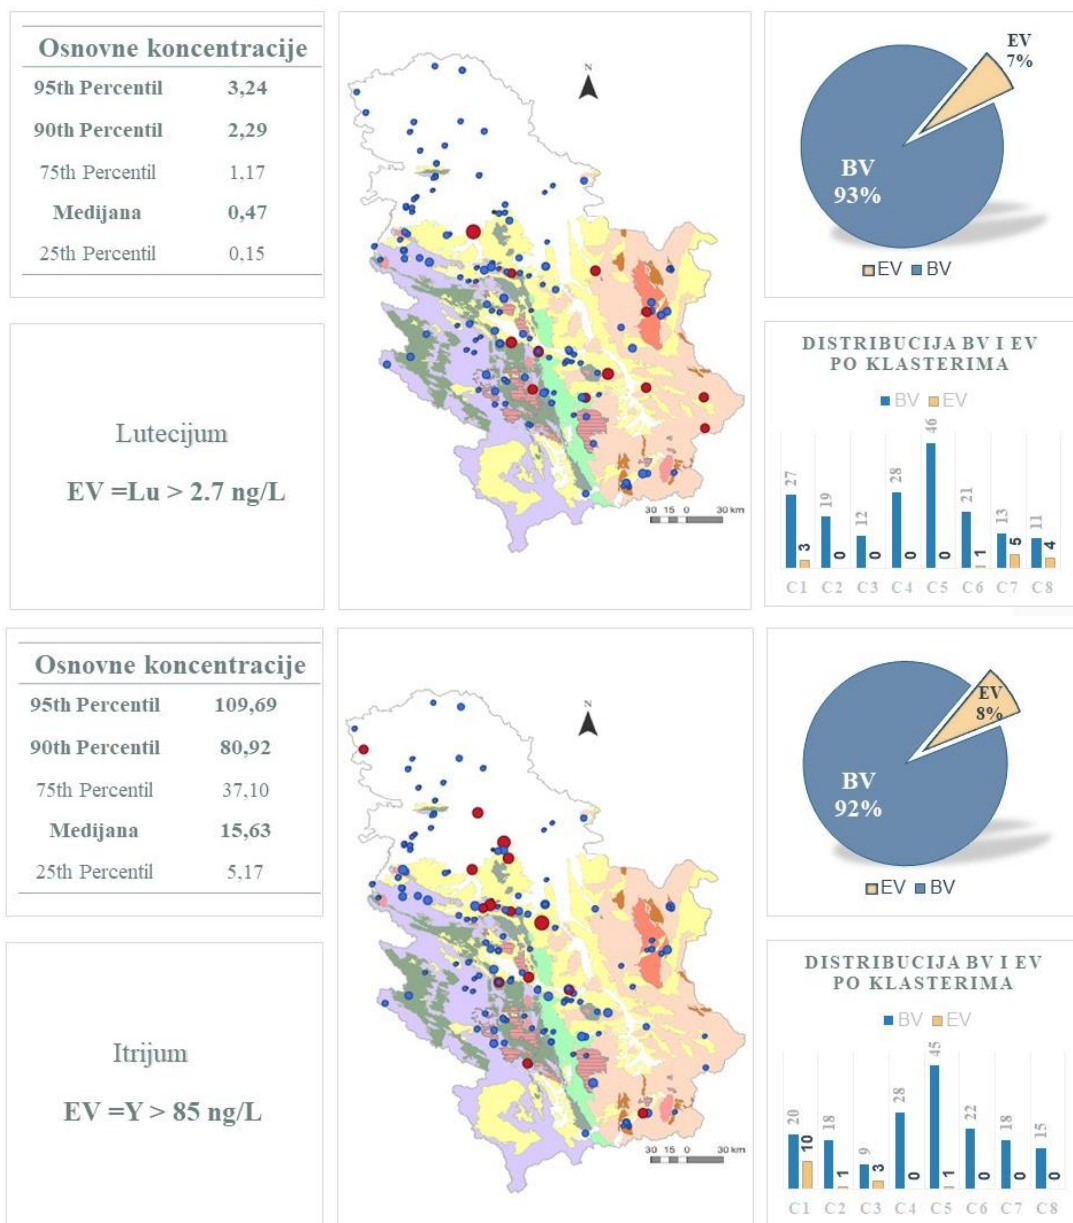 Osnovne koncentracije
95th Percentil 3,24
90th Percentil 2,29
75th Percentil 1,17
Medijana 0,47
25th Percentil 0,15
N
30 15 0 30 km
EV
7%
BV
93%
EV BV
Lutecijum
EV =Lu > 2.7 ng/L
DISTRIBUCIJA BV I EV
PO KLASTERIMA
BV EV
27 3 19 0 12 0 28 0 46 0 21 1 13 5 11 4
C1 C2 C3 C4 C5 C6 C7 C8
Osnovne koncentracije
95th Percentil 109,69
90th Percentil 80,92
75th Percentil 37,10
Medijana 15,63
25th Percentil 5,17
N
30 15 0 30 km
EV
8%
BV
92%
EV BV
Itrijum
EV =Y > 85 ng/L
DISTRIBUCIJA BV I EV
PO KLASTERIMA
BV EV
20 10 18 1 9 3 28 0 45 1 22 0 18 0 15 0
C1 C2 C3 C4 C5 C6 C7 C8